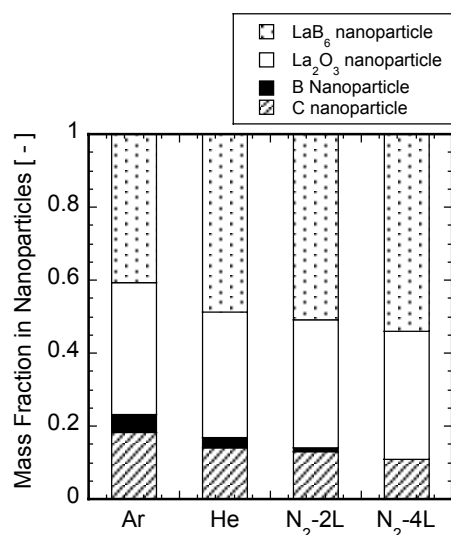 LaB6 nanoparticle
La2O3 nanoparticle
B Nanoparticle
C nanoparticle
Mass Fraction in Nanoparticles [ - ]
1
0.8
0.6
0.4
0.2
0
Ar He N2-2L N2-4L